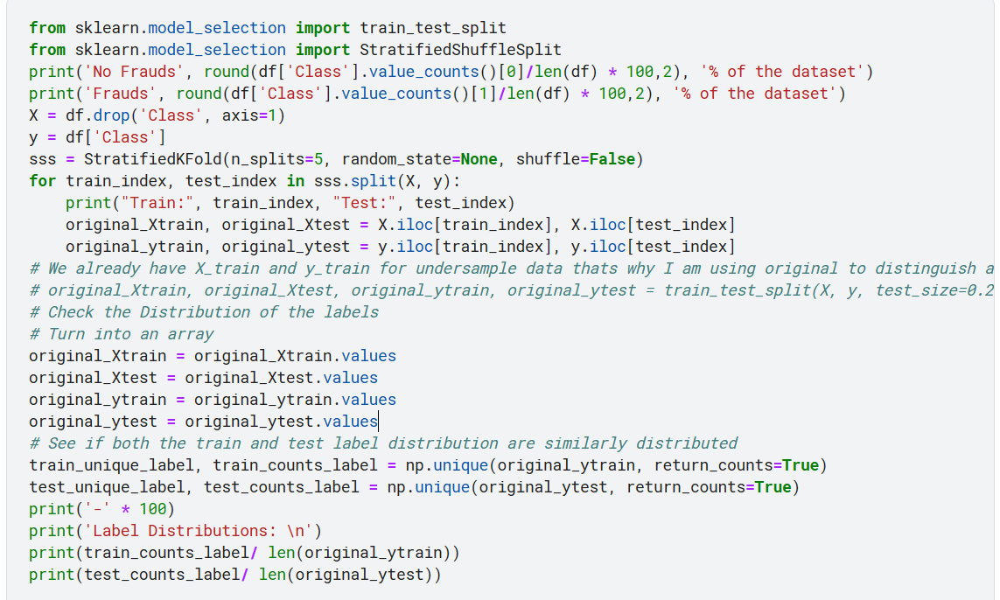 from sklearn.model_selection import train_test_split
from sklearn.model_selection import StratifiedShuffleSplit
print('No Frauds', round(df['Class'].value_counts()[0]/len(df) * 100,2), '% of the dataset')
print('Frauds', round(df['Class'].value_counts()[1]/len(df) * 100,2), '% of the dataset')
X = df.drop('Class', axis=1)
y = df['Class']
sss = StratifiedKFold(n_splits=5, random_state=None, shuffle=False)
for train_index, test_index in sss.split(X, y):
    print("Train:", train_index, "Test:", test_index)
    original_Xtrain, original_Xtest = X.iloc[train_index], X.iloc[test_index]
    original_ytrain, original_ytest = y.iloc[train_index], y.iloc[test_index]
# We already have X_train and y_train for undersample data thats why I am using original to distinguish a
# original_Xtrain, original_Xtest, original_ytrain, original_ytest = train_test_split(X, y, test_size=0.2
# Check the Distribution of the labels
# Turn into an array
original_Xtrain = original_Xtrain.values
original_Xtest = original_Xtest.values
original_ytrain = original_ytrain.values
original_ytest = original_ytest.values
# See if both the train and test label distribution are similarly distributed
train_unique_label, train_counts_label = np.unique(original_ytrain, return_counts=True)
test_unique_label, test_counts_label = np.unique(original_ytest, return_counts=True)
print('-' * 100)
print('Label Distributions: \n')
print(train_counts_label/ len(original_ytrain))
print(test_counts_label/ len(original_ytest))